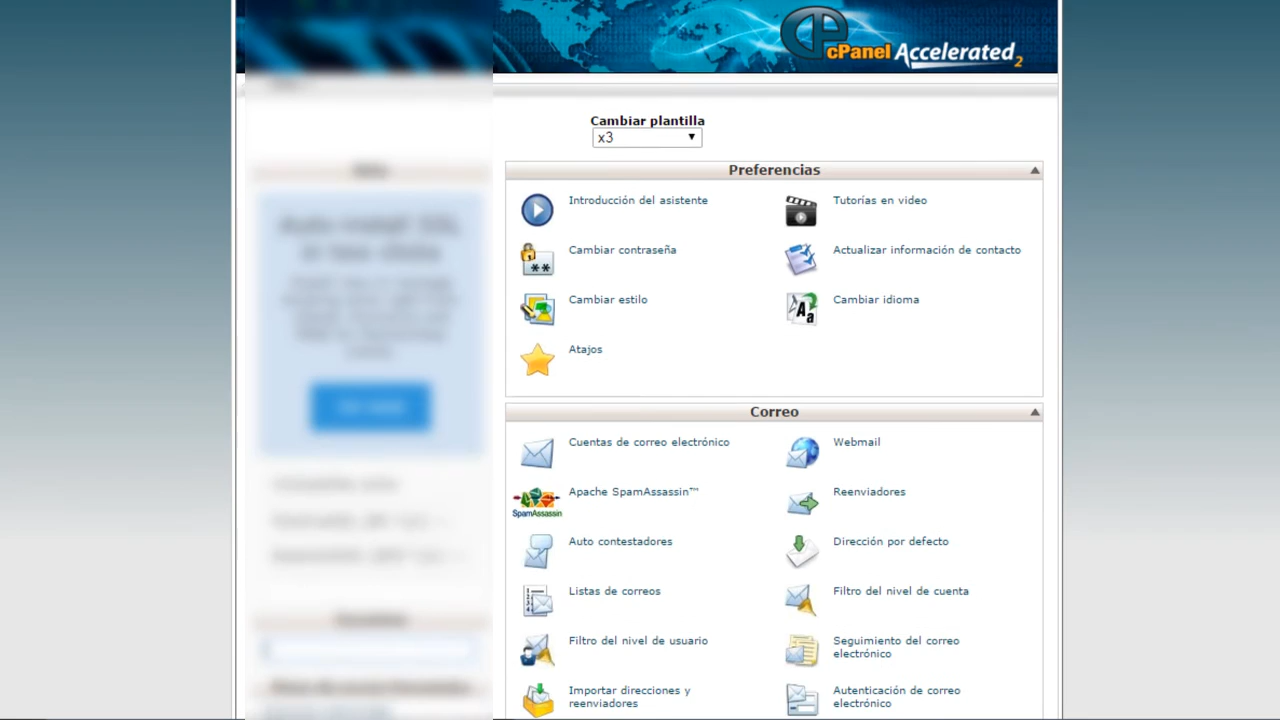 cPanel Accelerated2
Cambiar plantilla
x3
Preferencias
Introducción del asistente
Tutorías en video
Cambiar contraseña
Actualizar información de contacto
Cambiar estilo
Cambiar idioma
Atajos
Correo
Cuentas de correo electrónico
Webmail
SpamAssassin
Apache SpamAssassin™
Reenviadores
Auto contestadores
Dirección por defecto
Listas de correos
Filtro del nivel de cuenta
Filtro del nivel de usuario
Seguimiento del correo
electrónico
Importar direcciones y
reenviadores
Autenticación de correo
electrónico